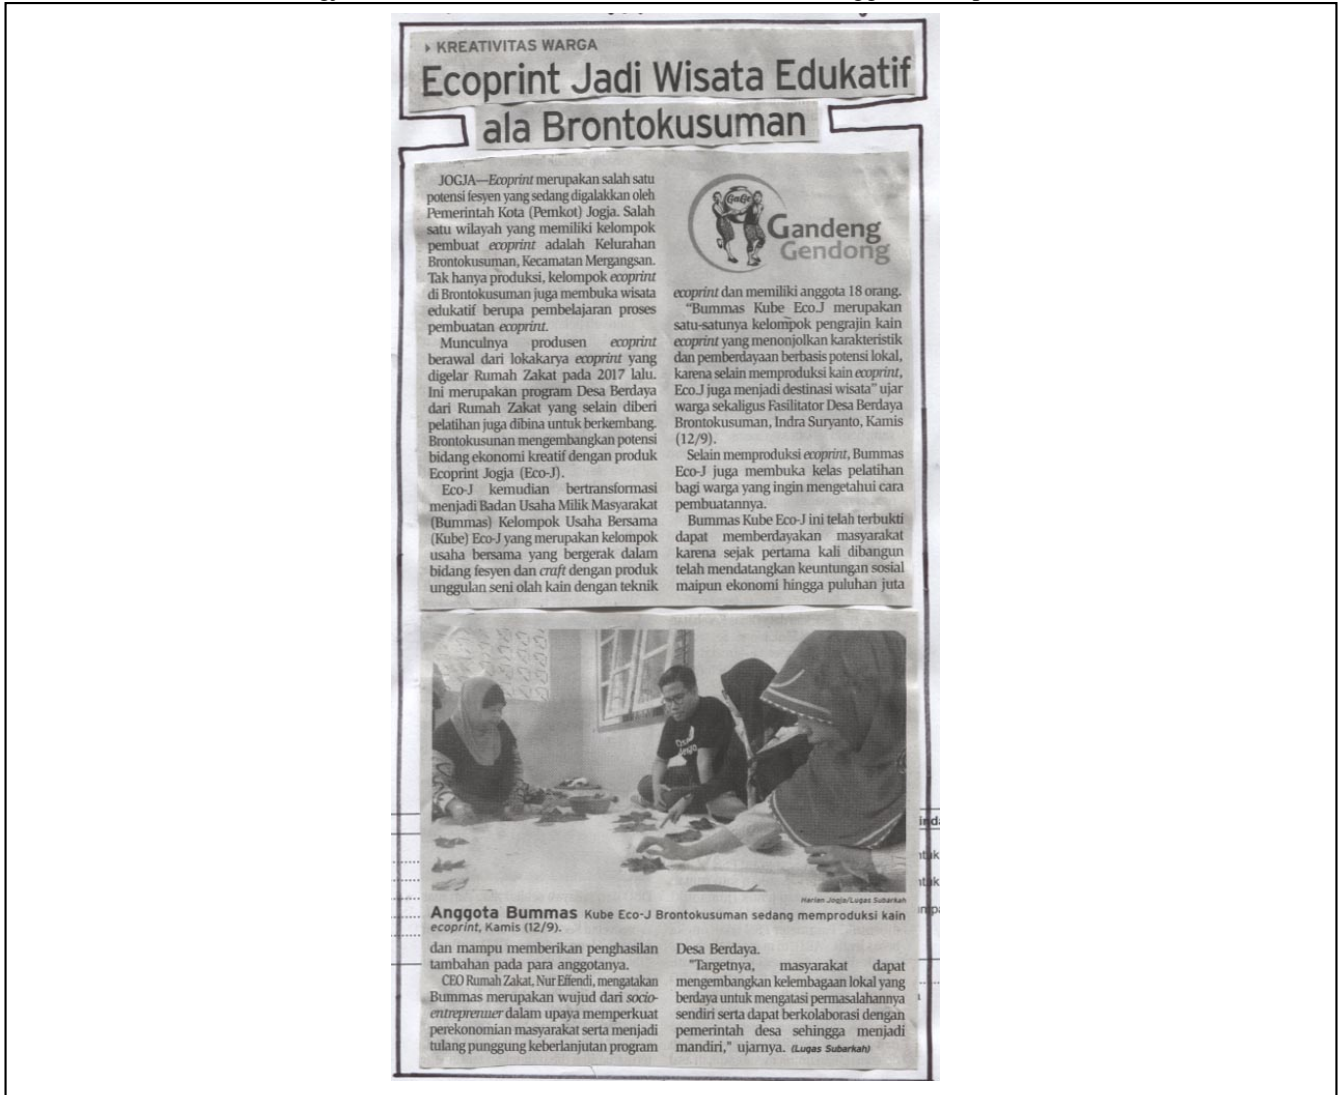 KREATIVITAS WARGA
Ecoprint Jadi Wisata Edukatif
ala Brontokusuman
JOGJA—Ecoprint merupakan salah satu
potensi fesyen yang sedang digalakkan oleh
Pemerintah Kota (Pemkot) Jogja. Salah
satu wilayah yang memiliki kelompok
pembuat ecoprint adalah Kelurahan
Brontokusuman, Kecamatan Mergangsan.
Tak hanya produksi, kelompok ecoprint
di Brontokusuman juga membuka wisata
edukatif berupa pembelajaran proses
pembuatan ecoprint.
Munculnya produsen ecoprint
berawal dari lokakarya ecoprint yang
digelar Rumah Zakat pada 2017 lalu.
Ini merupakan program Desa Berdaya
dari Rumah Zakat yang selain diberi
pelatihan juga dibina untuk berkembang.
Brontokusunan mengembangkan potensi
bidang ekonomi kreatif dengan produk
Ecoprint Jogja (Eco-J).
Eco-J kemudian bertransformasi
menjadi Badan Usaha Milik Masyarakat
(Bummas) Kelompok Usaha Bersama
(Kube) Eco-J yang merupakan kelompok
usaha bersama yang bergerak dalam
bidang fesyen dan craft dengan produk
unggulan seni olah kain dengan teknik
GaGe
Gandeng
Gendong
ecoprint dan memiliki anggota 18 orang.
"Bummas Kube Eco.J merupakan
satu-satunya kelompok pengrajin kain
ecoprint yang menonjolkan karakteristik
dan pemberdayaan berbasis potensi lokal,
karena selain memproduksi kain ecoprint,
Eco.J juga menjadi destinasi wisata" ujar
warga sekaligus Fasilitator Desa Berdaya
Brontokusuman, Indra Suryanto, Kamis
(12/9).
Selain memproduksi ecoprint, Bummas
Eco-J juga membuka kelas pelatihan
bagi warga yang ingin mengetahui cara
pembuatannya.
Bummas Kube Eco-J ini telah terbukti
dapat memberdayakan masyarakat
karena sejak pertama kali dibangun
telah mendatangkan keuntungan sosial
maipun ekonomi hingga puluhan juta
Harian Jogja/Lugas Subarkah
Anggota Bummas Kube Eco-J Brontokusuman sedang memproduksi kain
ecoprint, Kamis (12/9).
dan mampu memberikan penghasilan
tambahan pada para anggotanya.
CEO Rumah Zakat, Nur Effendi, mengatakan
Bummas merupakan wujud dari socio-
entreprenuer dalam upaya memperkuat
perekonomian masyarakat serta menjadi
tulang punggung keberlanjutan program
Desa Berdaya.
"Targetnya, masyarakat dapat
mengembangkan kelembagaan lokal yang
berdaya untuk mengatasi permasalahannya
sendiri serta dapat berkolaborasi dengan
pemerintah desa sehingga menjadi
mandiri," ujarnya. (Lugas Subarkah)